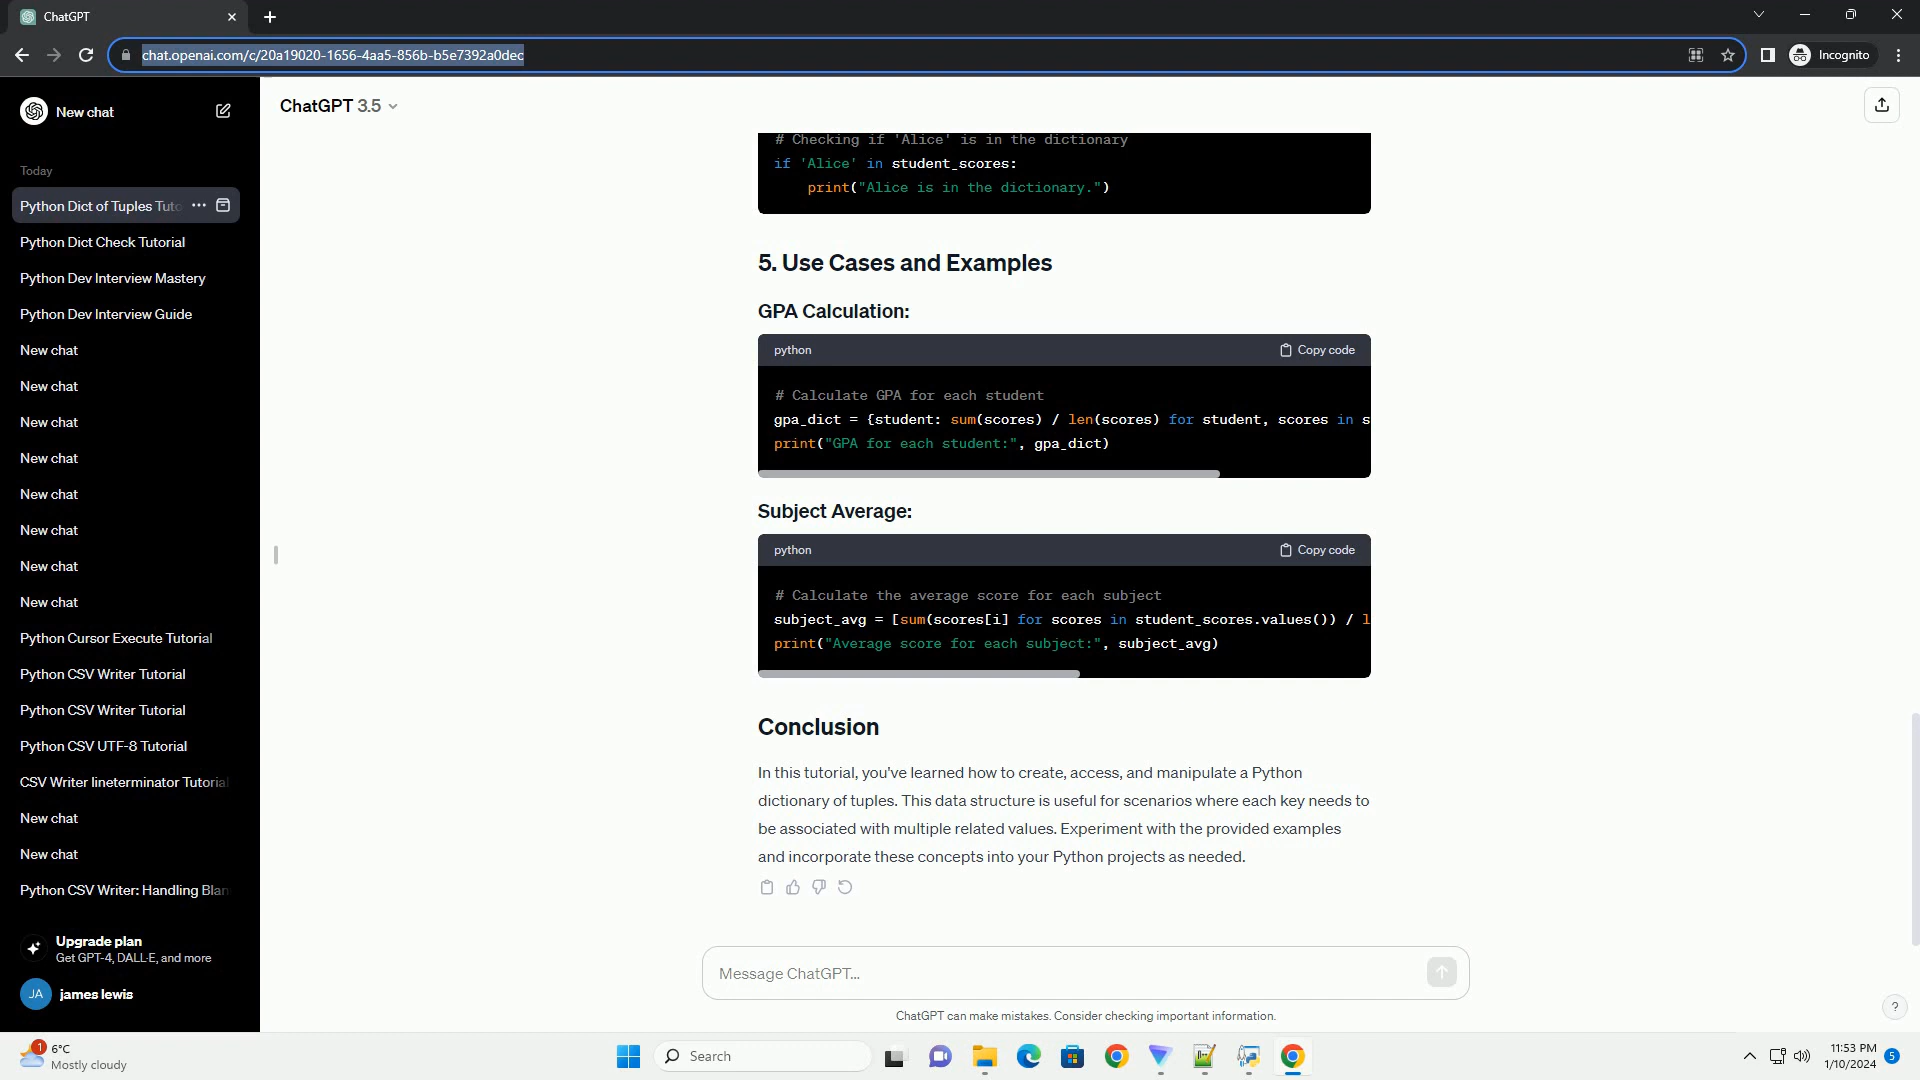 ChatGPT
chat.openai.com/c/20a19020-1656-4aa5-856b-b5e7392a0dec
Incognito
New chat
Today
Python Dict of Tuples Tuto
Python Dict Check Tutorial
Python Dev Interview Mastery
Python Dev Interview Guide
New chat
New chat
New chat
New chat
New chat
New chat
New chat
New chat
Python Cursor Execute Tutorial
Python CSV Writer Tutorial
Python CSV Writer Tutorial
Python CSV UTF-8 Tutorial
CSV Writer lineterminator Tutorial
New chat
New chat
Python CSV Writer: Handling Blan
Upgrade plan
Get GPT-4, DALL·E, and more
JA
james lewis
ChatGPT 3.5
# Checking if 'Alice' is in the dictionary
if 'Alice' in student_scores:
    print("Alice is in the dictionary.")
5. Use Cases and Examples
GPA Calculation:
python
Copy code
# Calculate GPA for each student
gpa_dict = {student: sum(scores) / len(scores) for student, scores in s
print("GPA for each student:", gpa_dict)
Subject Average:
python
Copy code
# Calculate the average score for each subject
subject_avg = [sum(scores[i] for scores in student_scores.values()) / l
print("Average score for each subject:", subject_avg)
Conclusion
In this tutorial, you've learned how to create, access, and manipulate a Python
dictionary of tuples. This data structure is useful for scenarios where each key needs to
be associated with multiple related values. Experiment with the provided examples
and incorporate these concepts into your Python projects as needed.
Message ChatGPT...
ChatGPT can make mistakes. Consider checking important information.
?
1
6°C
Mostly cloudy
Search
11:53 PM
1/10/2024
5